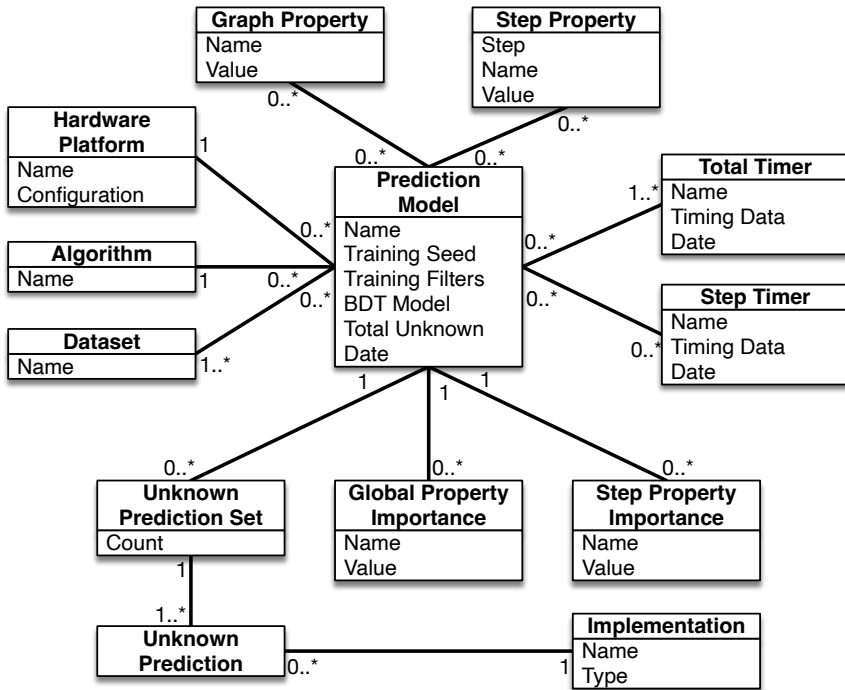 Graph Property
Name
Value
0..*
0..*
Step Property
Step
Name
Value
0..*
0..*
Hardware
Platform
Name
Configuration
1
0..*
Algorithm
Name
1
0..*
Dataset
Name
1..*
0..*
Prediction
Model
Name
Training Seed
Training Filters
BDT Model
Total Unknown
Date
Total Timer
Name
Timing Data
Date
1..*
0..*
Step Timer
Name
Timing Data
Date
0..*
0..*
1
1
1
0..*
0..*
0..*
Unknown
Prediction Set
Count
Global Property
Importance
Name
Value
Step Property
Importance
Name
Value
1
1..*
Unknown
Prediction
0..*
1
Implementation
Name
Type